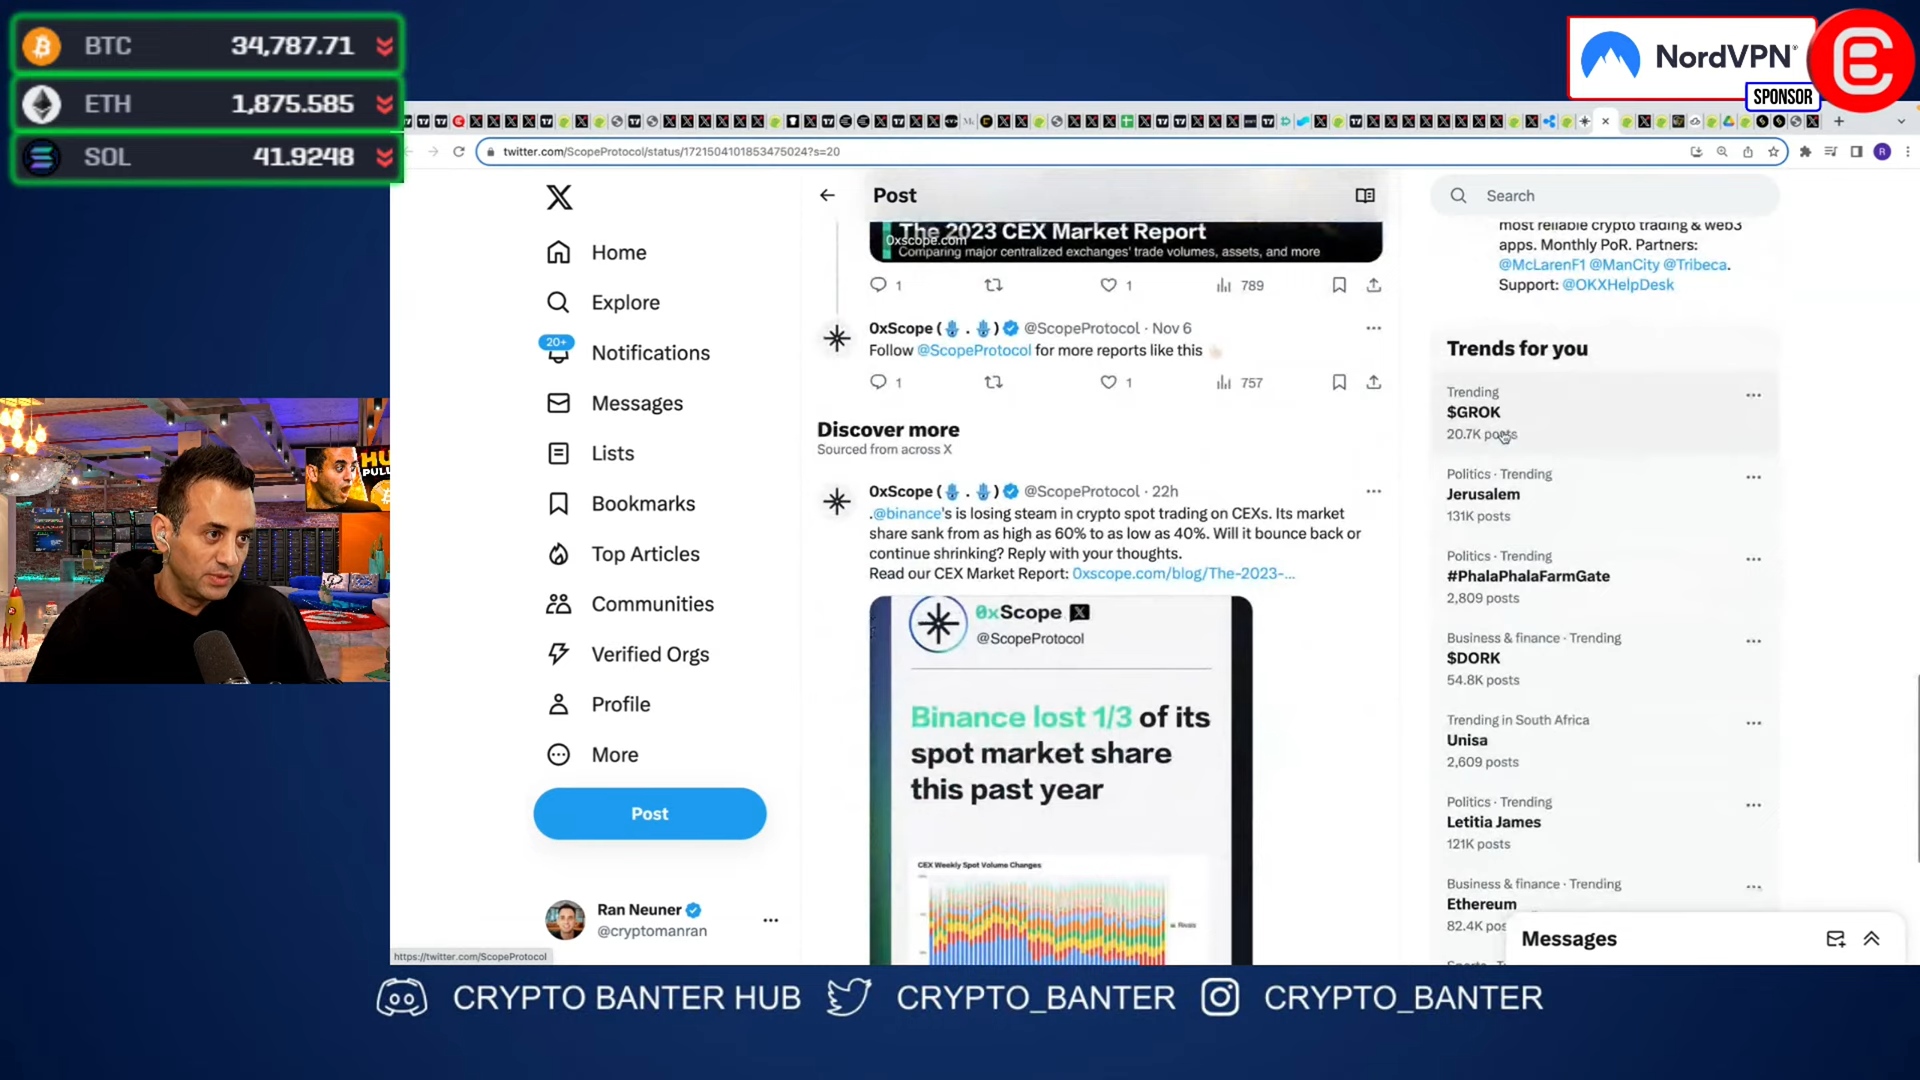 BTC 34,787.71
ETH 1,875.585
SOL 41.9248
NordVPN
SPONSOR
twitter.com/ScopeProtocol/status/1721504101853475024?s=20
Home
Explore
20+
Notifications
Messages
Lists
Bookmarks
Top Articles
Communities
Verified Orgs
Profile
More
Post
Ran Neuner
@cryptomanran
https://twitter.com/ScopeProtocol
Post
The 2023 CEX Market Report
0xscope.com
Comparing major centralized exchanges' trade volumes, assets, and more
1 1 789
0xScope ( . ) @ScopeProtocol · Nov 6
Follow @ScopeProtocol for more reports like this
1 1 757
Discover more
Sourced from across X
0xScope ( . ) @ScopeProtocol · 22h
.@binance's is losing steam in crypto spot trading on CEXs. Its market
share sank from as high as 60% to as low as 40%. Will it bounce back or
continue shrinking? Reply with your thoughts.
Read our CEX Market Report: 0xscope.com/blog/The-2023-...
0xScope X
@ScopeProtocol
Binance lost 1/3 of its
spot market share
this past year
CEX Weekly Spot Volume Changes
Search
most reliable crypto trading & web3
apps. Monthly PoR. Partners:
@McLarenF1 @ManCity @Tribeca.
Support: @OKXHelpDesk
Trends for you
Trending
$GROK
20.7K posts
Politics · Trending
Jerusalem
131K posts
Politics · Trending
#PhalaPhalaFarmGate
2,809 posts
Business & finance · Trending
$DORK
54.8K posts
Trending in South Africa
Unisa
2,609 posts
Politics · Trending
Letitia James
121K posts
Business & finance · Trending
Ethereum
82.4K pos
Messages
CRYPTO BANTER HUB
CRYPTO_BANTER
CRYPTO_BANTER